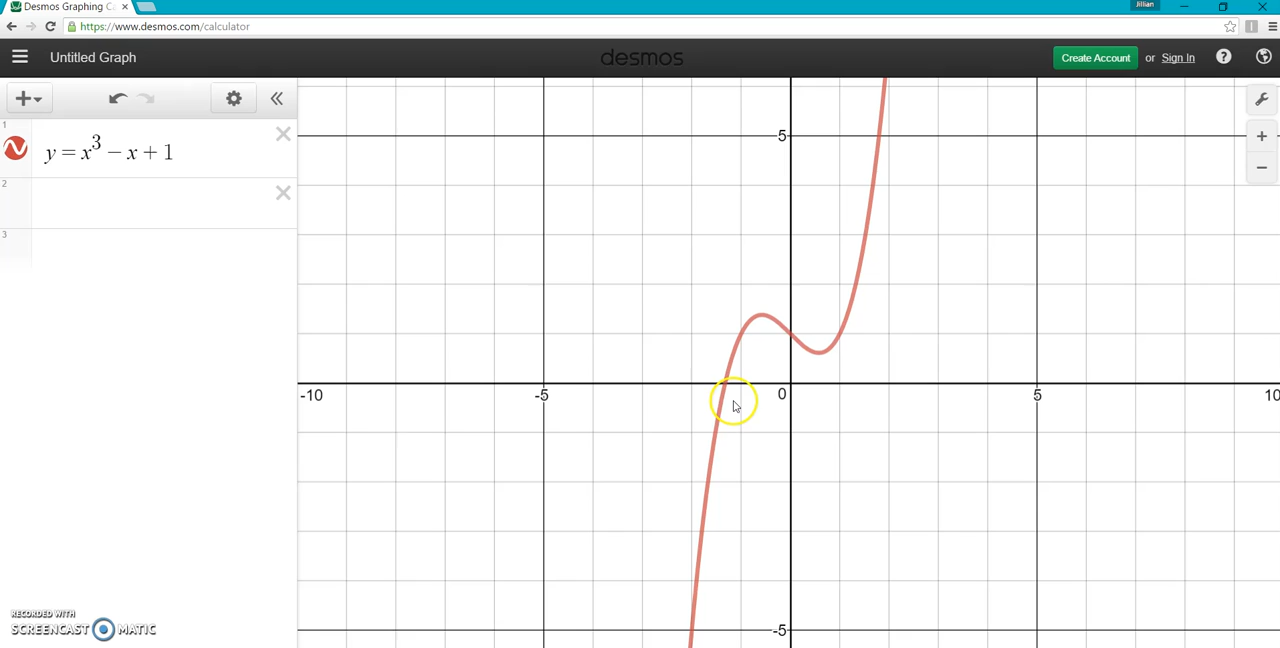 Desmos Graphing C
Jillian
https://www.desmos.com/calculator
Untitled Graph
desmos
Create Account or Sign In
1
y = x³ − x + 1
2
3
5
-10
-5
0
5
10
-5
RECORDED WITH
SCREENCAST MATIC